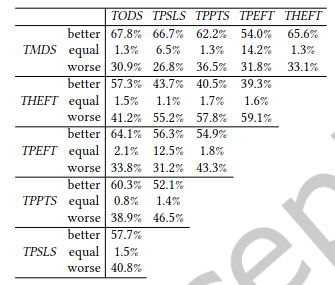 TODS TPSLS TPPTS TPEFT THEFT
better 67.8% 66.7% 62.2% 54.0% 65.6%
TMDS equal 1.3% 6.5% 1.3% 14.2% 1.3%
worse 30.9% 26.8% 36.5% 31.8% 33.1%
better 57.3% 43.7% 40.5% 39.3%
THEFT equal 1.5% 1.1% 1.7% 1.6%
worse 41.2% 55.2% 57.8% 59.1%
better 64.1% 56.3% 54.9%
TPEFT equal 2.1% 12.5% 1.8%
worse 33.8% 31.2% 43.3%
better 60.3% 52.1%
TPPTS equal 0.8% 1.4%
worse 38.9% 46.5%
better 57.7%
TPSLS equal 1.5%
worse 40.8%